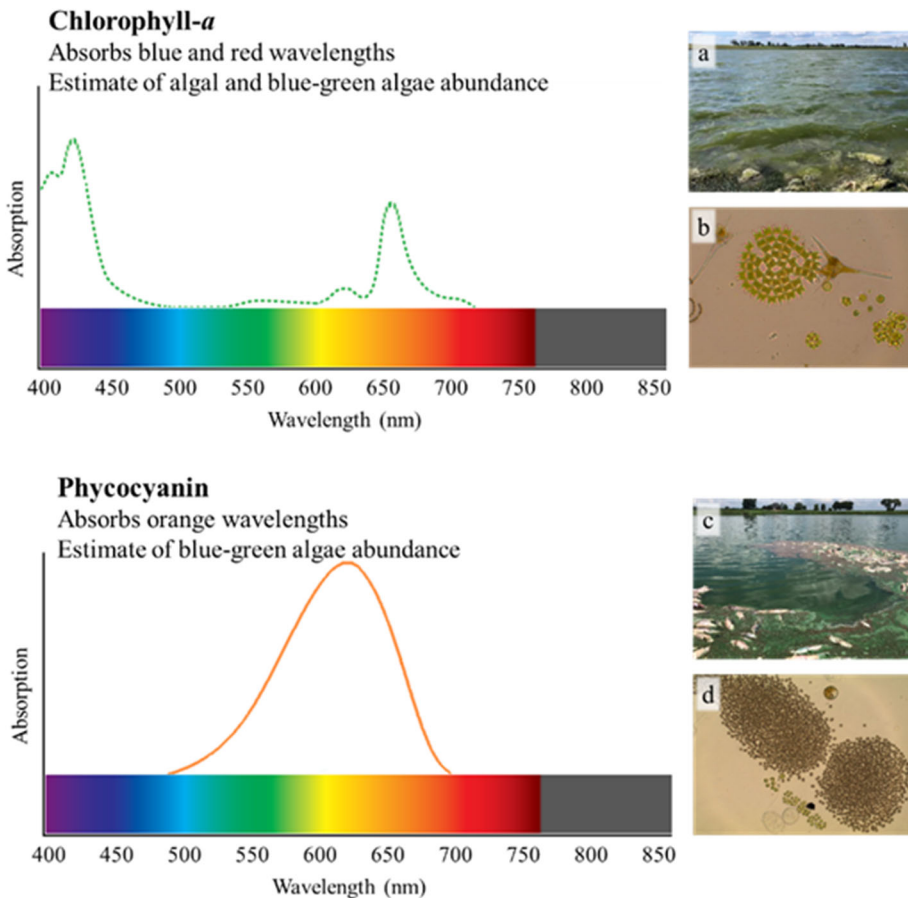 Chlorophyll-a
Absorbs blue and red wavelengths
Estimate of algal and blue-green algae abundance
Absorption
400 450 500 550 600 650 700 750 800 850
Wavelength (nm)
a
b
Phycocyanin
Absorbs orange wavelengths
Estimate of blue-green algae abundance
Absorption
400 450 500 550 600 650 700 750 800 850
Wavelength (nm)
c
d